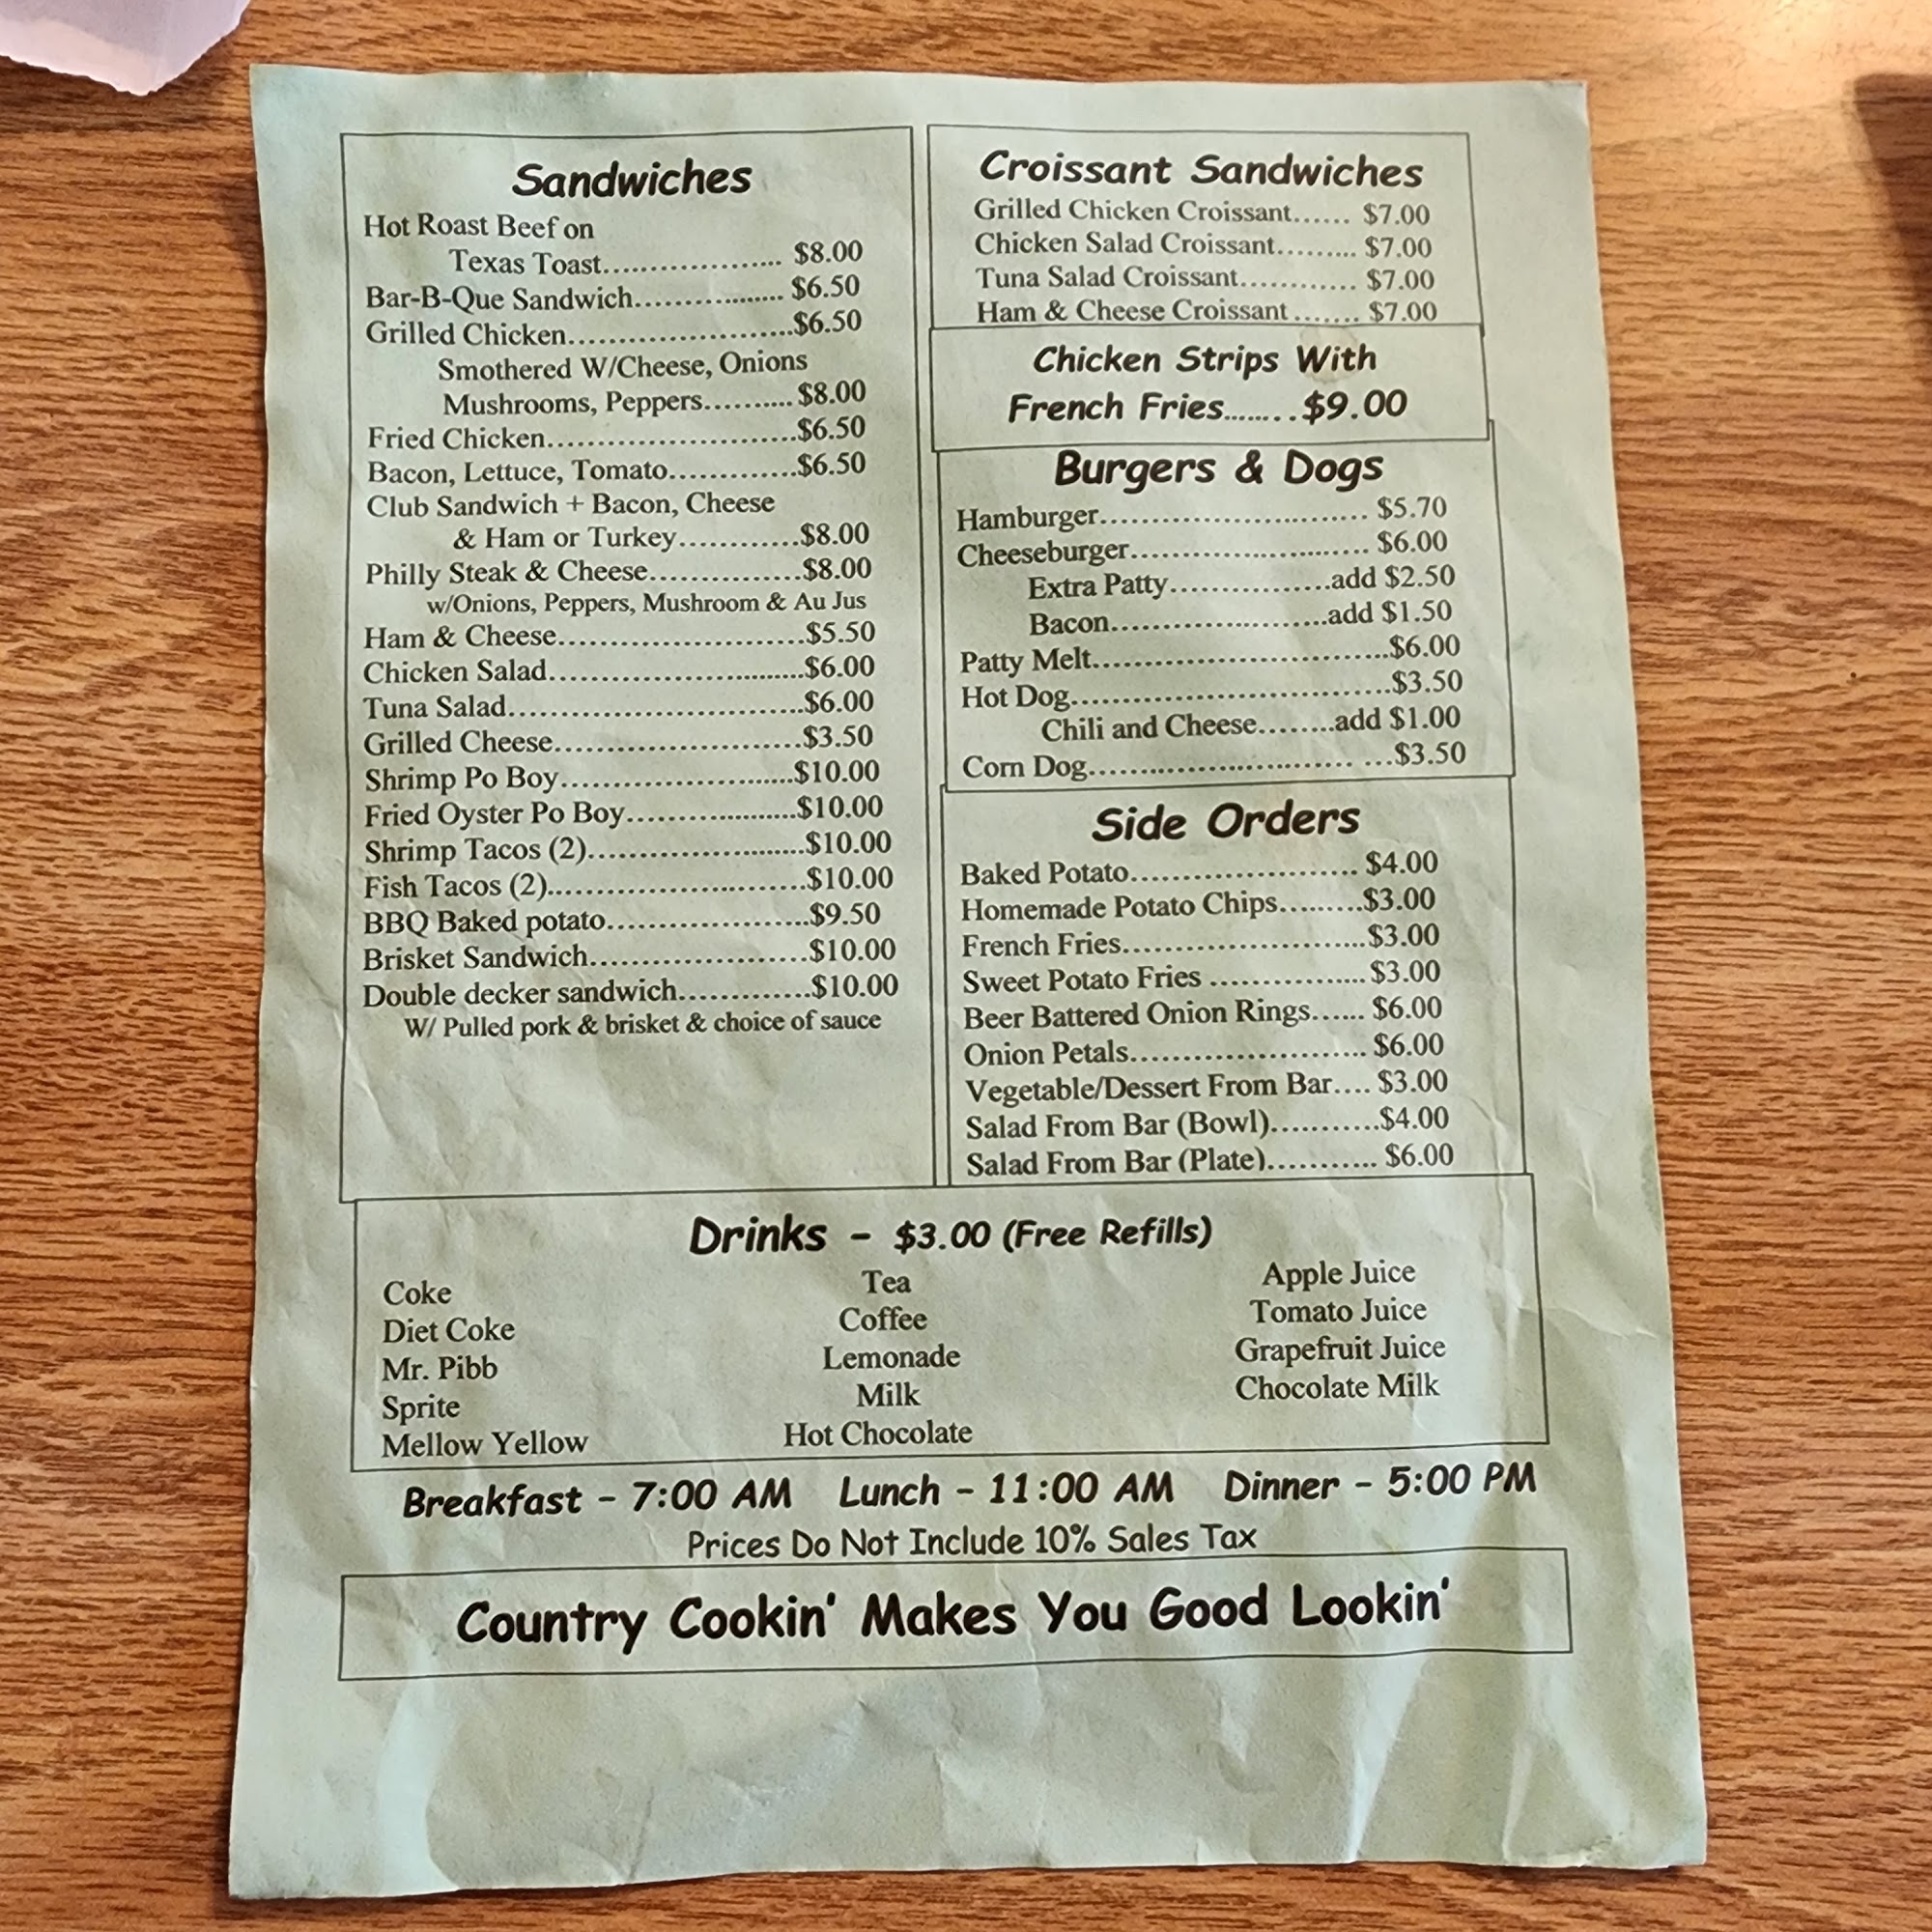 Sandwiches
Hot Roast Beef on
Texas Toast................... $8.00
Bar-B-Que Sandwich............... $6.50
Grilled Chicken......................$6.50
Smothered W/Cheese, Onions
Mushrooms, Peppers.......... $8.00
Fried Chicken........................$6.50
Bacon, Lettuce, Tomato.............$6.50
Club Sandwich + Bacon, Cheese
& Ham or Turkey............$8.00
Philly Steak & Cheese...............$8.00
w/Onions, Peppers, Mushroom & Au Jus
Ham & Cheese........................$5.50
Chicken Salad.........................$6.00
Tuna Salad.............................$6.00
Grilled Cheese........................$3.50
Shrimp Po Boy.......................$10.00
Fried Oyster Po Boy.................$10.00
Shrimp Tacos (2).....................$10.00
Fish Tacos (2).........................$10.00
BBQ Baked potato....................$9.50
Brisket Sandwich.....................$10.00
Double decker sandwich.............$10.00
W/ Pulled pork & brisket & choice of sauce
Croissant Sandwiches
Grilled Chicken Croissant...... $7.00
Chicken Salad Croissant......... $7.00
Tuna Salad Croissant............ $7.00
Ham & Cheese Croissant ....... $7.00
Chicken Strips With
French Fries........$9.00
Burgers & Dogs
Hamburger.......................... $5.70
Cheeseburger....................... $6.00
Extra Patty................add $2.50
Bacon.....................add $1.50
Patty Melt.............................$6.00
Hot Dog...............................$3.50
Chili and Cheese........add $1.00
Corn Dog.......................... ...$3.50
Side Orders
Baked Potato...................... $4.00
Homemade Potato Chips.........$3.00
French Fries........................$3.00
Sweet Potato Fries ...............$3.00
Beer Battered Onion Rings...... $6.00
Onion Petals....................... $6.00
Vegetable/Dessert From Bar.... $3.00
Salad From Bar (Bowl)...........$4.00
Salad From Bar (Plate)........... $6.00
Drinks - $3.00 (Free Refills)
Coke
Diet Coke
Mr. Pibb
Sprite
Mellow Yellow
Tea
Coffee
Lemonade
Milk
Hot Chocolate
Apple Juice
Tomato Juice
Grapefruit Juice
Chocolate Milk
Breakfast - 7:00 AM Lunch - 11:00 AM Dinner - 5:00 PM
Prices Do Not Include 10% Sales Tax
Country Cookin' Makes You Good Lookin'